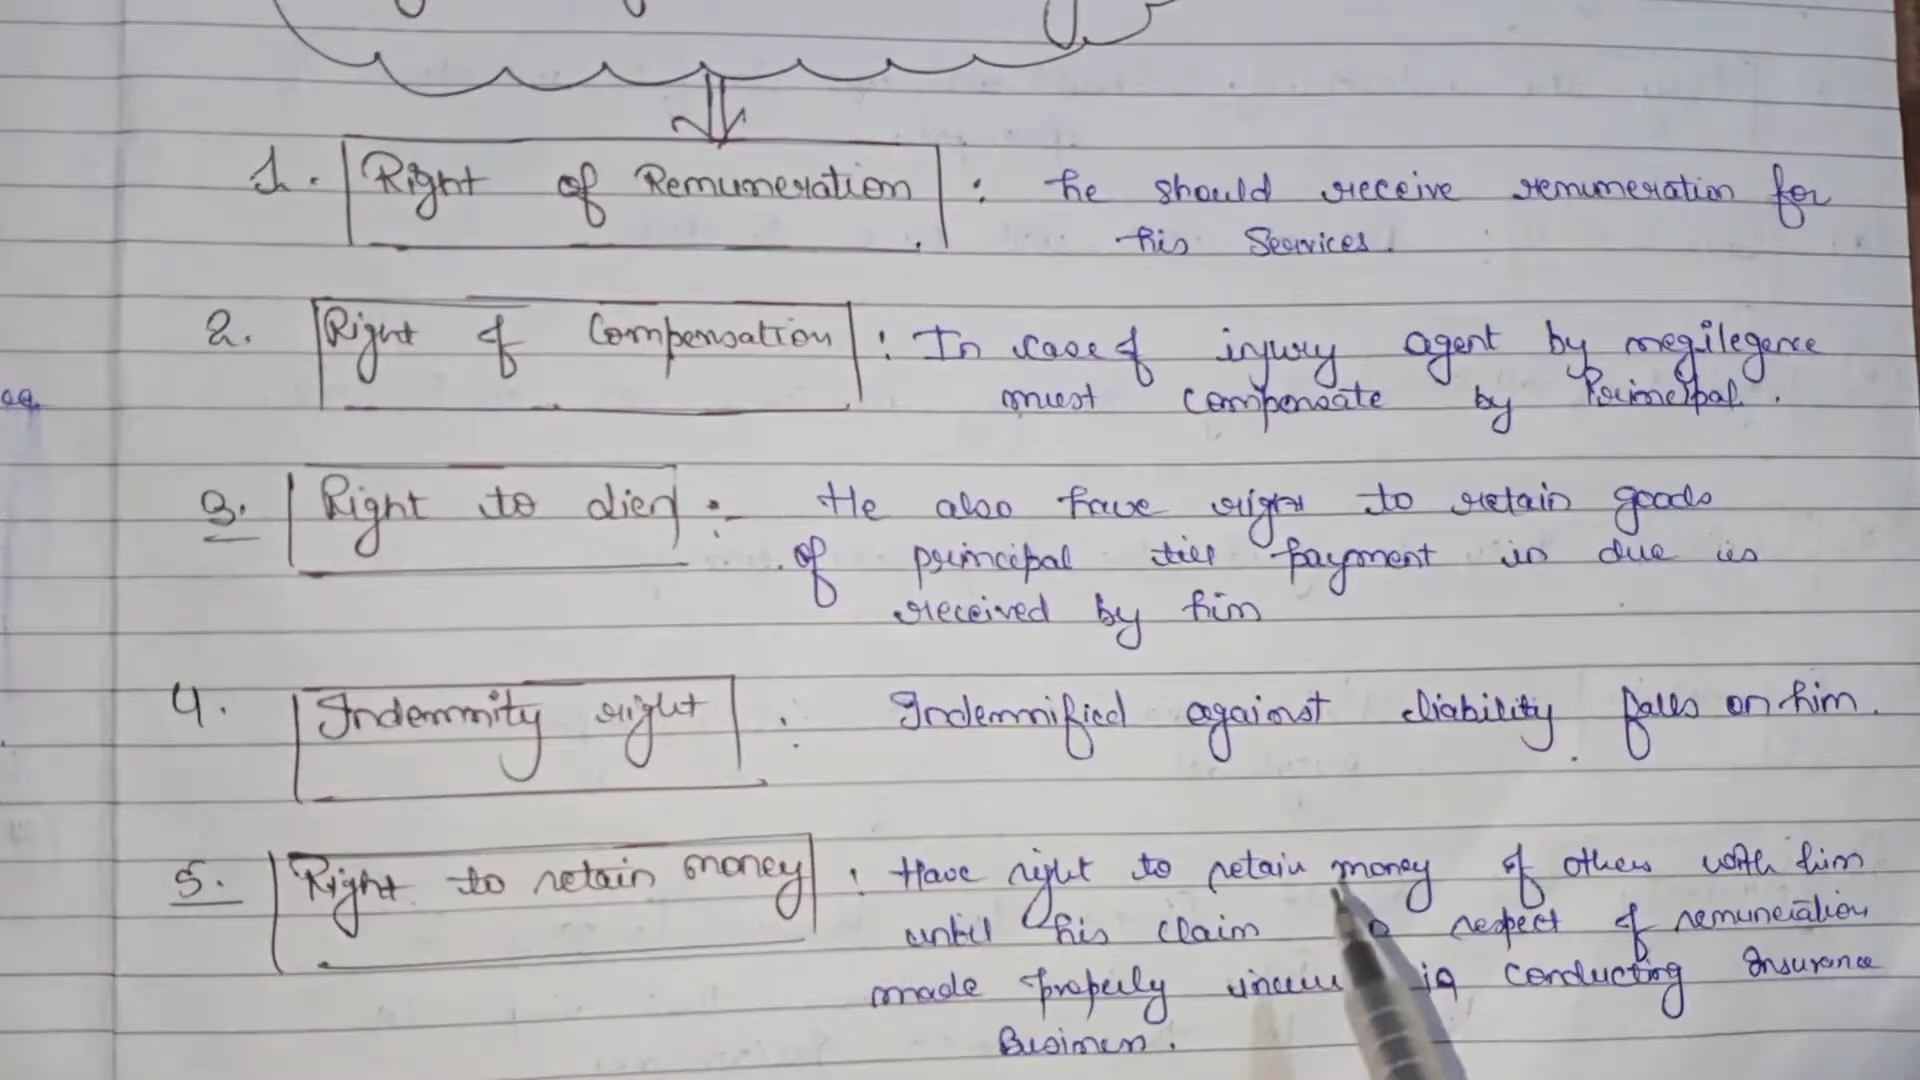 1. Right of Remuneration : he should receive remuneration for
his Services.
2. Right of Compensation : In case of injury agent by negilegence
must compensate by Principal.
3. Right to lien :- He also have right to retain goods
of principal till payment is due is
received by him
4. Indemnity right : Indemnified against liability falls on him.
5. Right to retain money : Have right to retain money of others with him
until his claim respect of remuneration
made properly in conducting Insurance
Business.